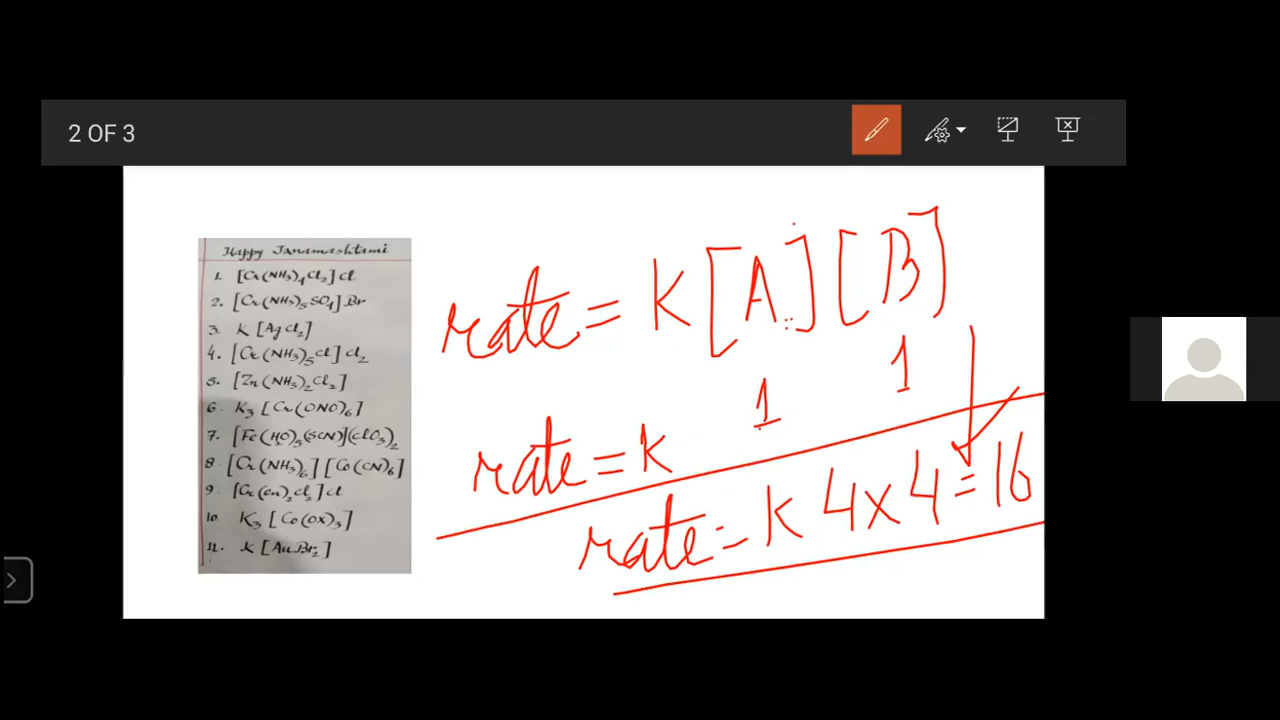 2 OF 3
Happy Janamashtami
1. [Cr(NH₃)₄Cl₂]Cl
2. [Cr(NH₃)₅SO₄]Br
3. K[AgCl₂]
4. [Cr(NH₃)₅Cl]Cl₂
5. [Zn(NH₃)₂Cl₂]
6. K₃[Cr(ONO)₆]
7. [Fe(H₂O)₅(SCN)](ClO₃)₂
8 [Cr(NH₃)₆][Co(CN)₆]
9. [Cr(en)₂Cl₂]Cl
10. K₃[Co(OX)₃]
11. K[AuBr₂]
rate = K[A][B]
1 1
rate = K
rate = K 4x4 = 16